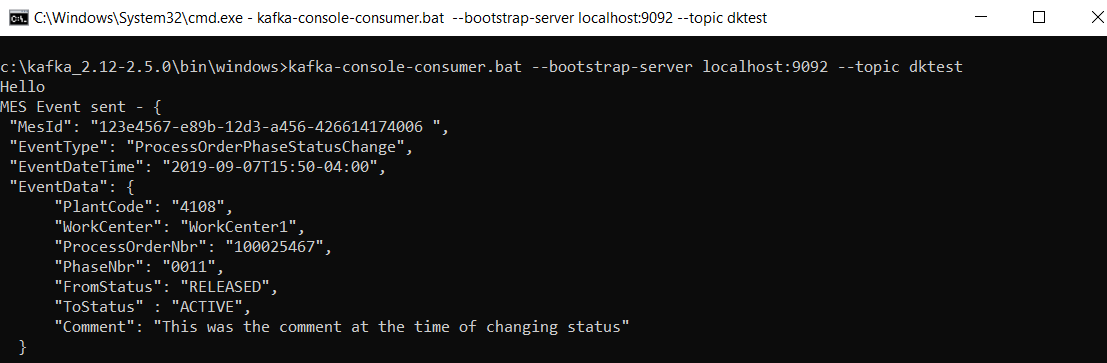 C:\Windows\System32\cmd.exe - kafka-console-consumer.bat  --bootstrap-server localhost:9092 --topic dktest
c:\kafka_2.12-2.5.0\bin\windows>kafka-console-consumer.bat --bootstrap-server localhost:9092 --topic dktest
Hello
MES Event sent - {
 "MesId": "123e4567-e89b-12d3-a456-426614174006 ",
 "EventType": "ProcessOrderPhaseStatusChange",
 "EventDateTime": "2019-09-07T15:50-04:00",
 "EventData": {
      "PlantCode": "4108",
      "WorkCenter": "WorkCenter1",
      "ProcessOrderNbr": "100025467",
      "PhaseNbr": "0011",
      "FromStatus": "RELEASED",
      "ToStatus" : "ACTIVE",
      "Comment": "This was the comment at the time of changing status"
  }